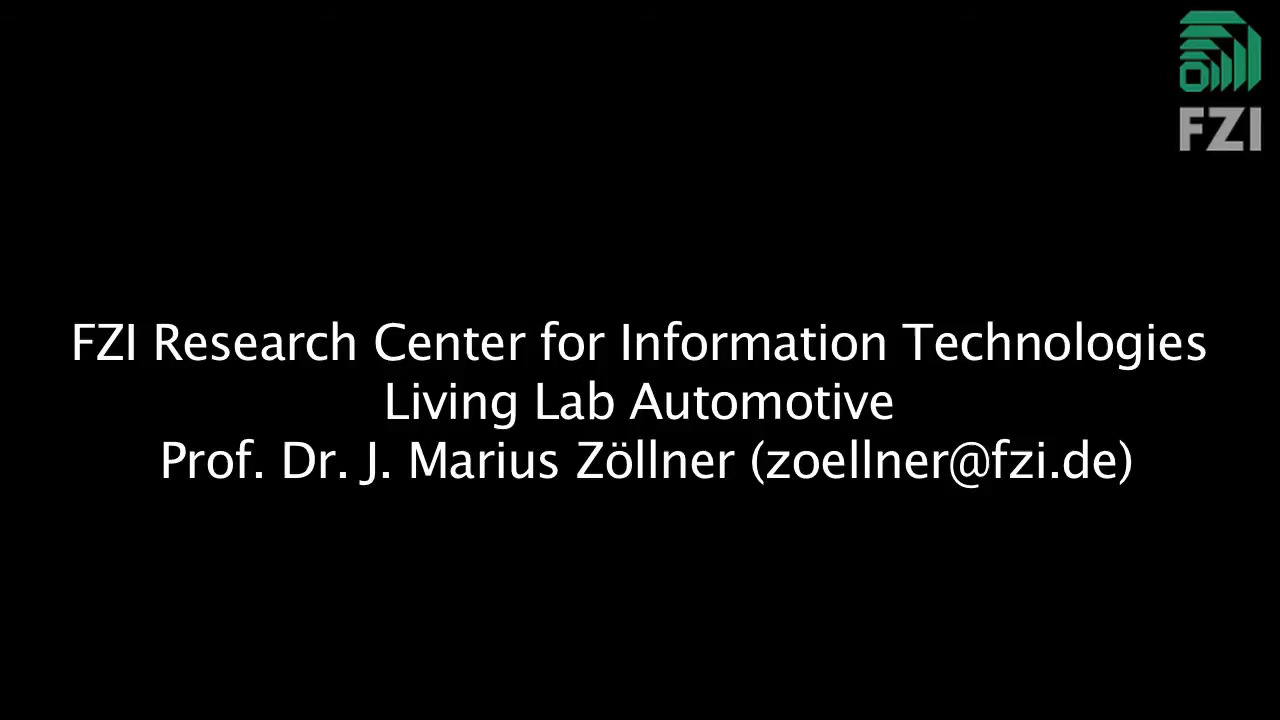 FZI
FZI Research Center for Information Technologies
Living Lab Automotive
Prof. Dr. J. Marius Zöllner (zoellner@fzi.de)